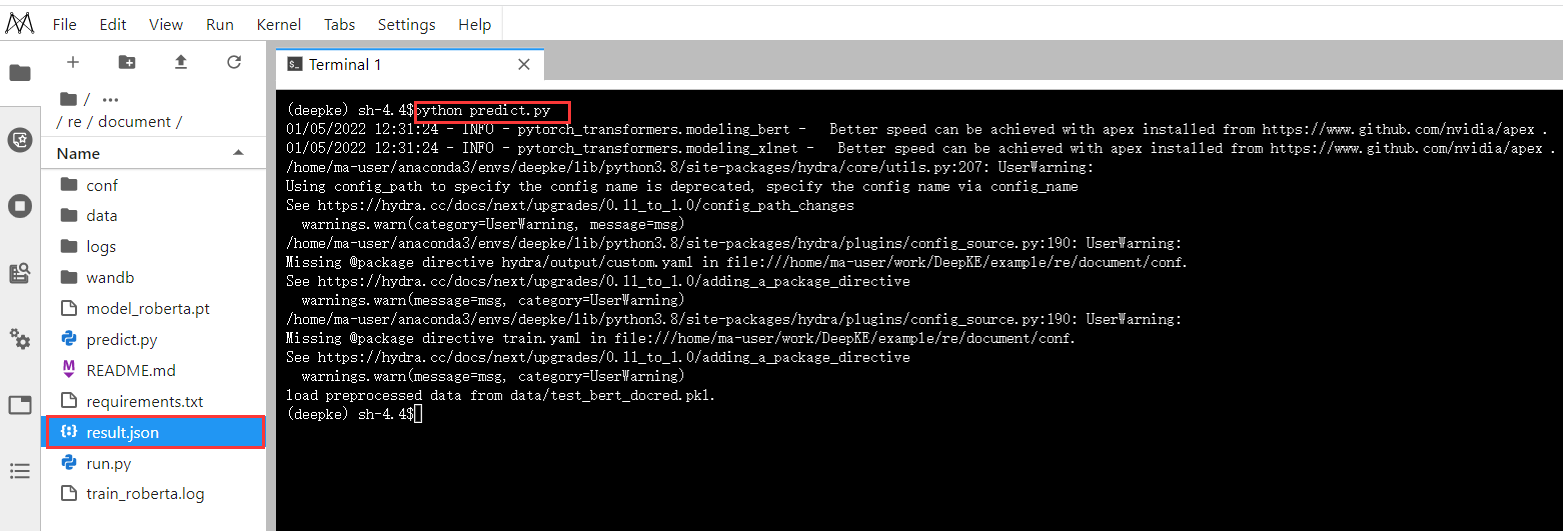 File Edit View Run Kernel Tabs Settings Help
/ ...
/ re / document /
Name
conf
data
logs
wandb
model_roberta.pt
predict.py
README.md
requirements.txt
result.json
run.py
train_roberta.log
Terminal 1
(deepke) sh-4.4$python predict.py
01/05/2022 12:31:24 - INFO - pytorch_transformers.modeling_bert -   Better speed can be achieved with apex installed from https://www.github.com/nvidia/apex .
01/05/2022 12:31:24 - INFO - pytorch_transformers.modeling_xlnet -   Better speed can be achieved with apex installed from https://www.github.com/nvidia/apex .
/home/ma-user/anaconda3/envs/deepke/lib/python3.8/site-packages/hydra/core/utils.py:207: UserWarning:
Using config_path to specify the config name is deprecated, specify the config name via config_name
See https://hydra.cc/docs/next/upgrades/0.11_to_1.0/config_path_changes
  warnings.warn(category=UserWarning, message=msg)
/home/ma-user/anaconda3/envs/deepke/lib/python3.8/site-packages/hydra/plugins/config_source.py:190: UserWarning:
Missing @package directive hydra/output/custom.yaml in file:///home/ma-user/work/DeepKE/example/re/document/conf.
See https://hydra.cc/docs/next/upgrades/0.11_to_1.0/adding_a_package_directive
  warnings.warn(message=msg, category=UserWarning)
/home/ma-user/anaconda3/envs/deepke/lib/python3.8/site-packages/hydra/plugins/config_source.py:190: UserWarning:
Missing @package directive train.yaml in file:///home/ma-user/work/DeepKE/example/re/document/conf.
See https://hydra.cc/docs/next/upgrades/0.11_to_1.0/adding_a_package_directive
  warnings.warn(message=msg, category=UserWarning)
load preprocessed data from data/test_bert_docred.pkl.
(deepke) sh-4.4$